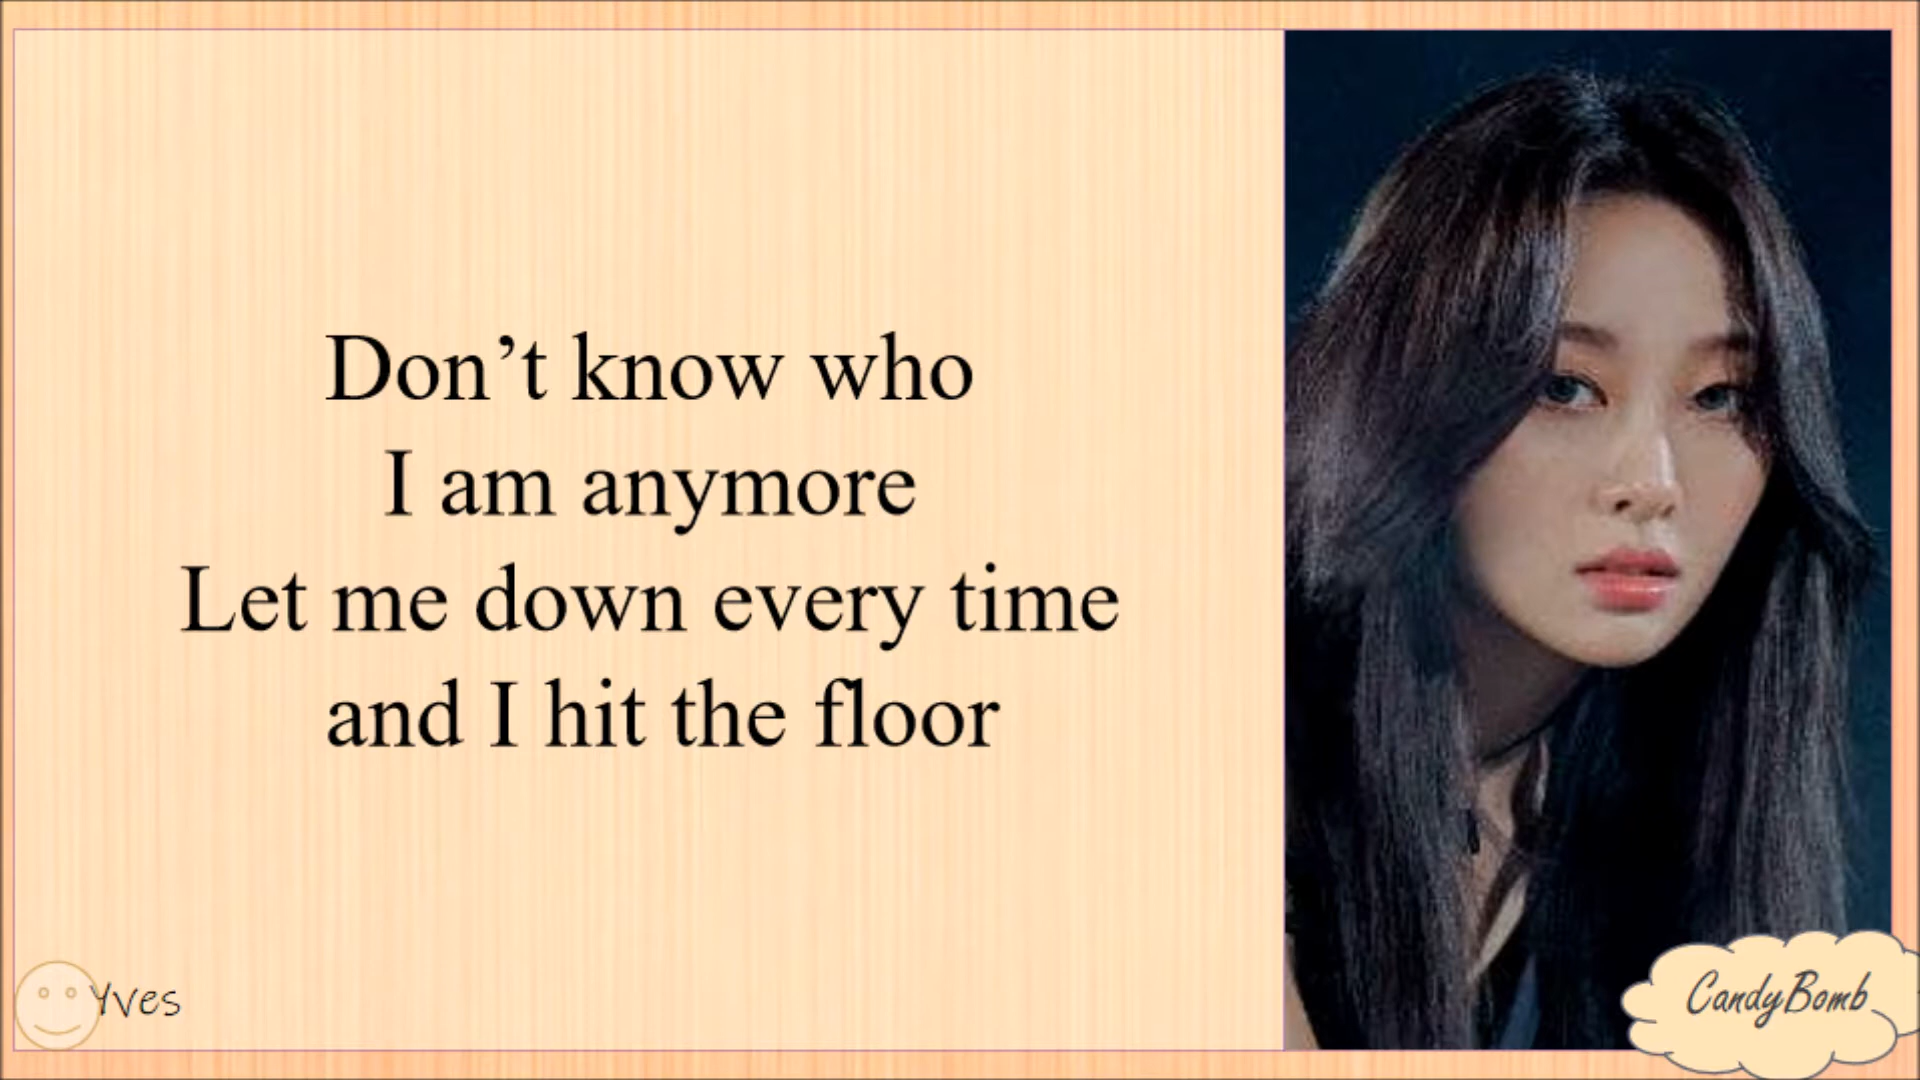 Don’t know who
I am anymore
Let me down every time
and I hit the floor
Yves
CandyBomb